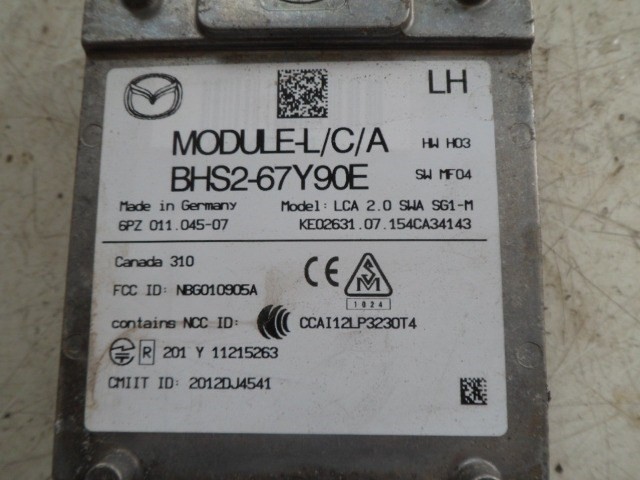 LH
MODULE-L/C/A HW H03
BHS2-67Y90E SW MF04
Made in Germany Model: LCA 2.0 SWA SG1-M
6PZ 011.045-07 KE02631.07.154CA34143
Canada 310
FCC ID: NBG010905A
1024
contains NCC ID: CCAI12LP3230T4
R 201 Y 11215263
CMIIT ID: 2012DJ4541